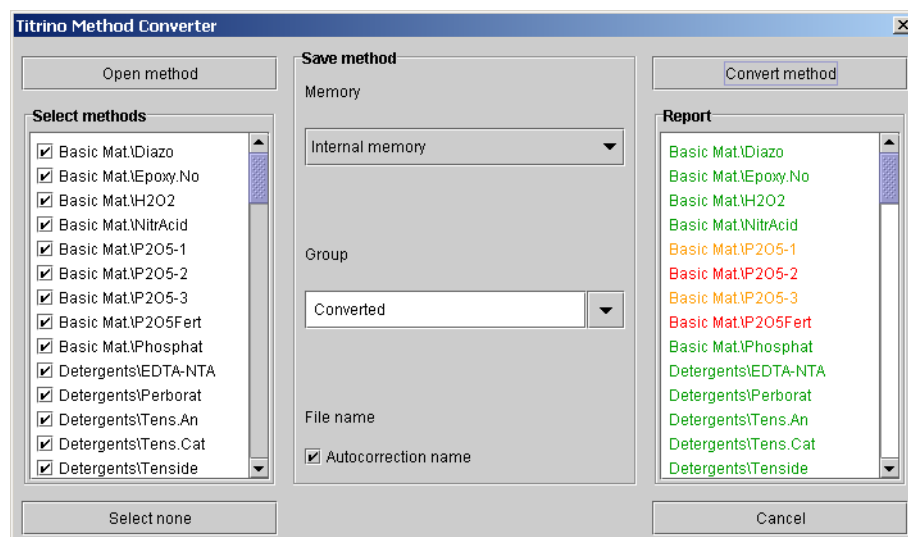 Titrino Method Converter
Open method
Select methods
Basic Mat.\Diazo
Basic Mat.\Epoxy.No
Basic Mat.\H2O2
Basic Mat.\NitrAcid
Basic Mat.\P2O5-1
Basic Mat.\P2O5-2
Basic Mat.\P2O5-3
Basic Mat.\P2O5Fert
Basic Mat.\Phosphat
Detergents\EDTA-NTA
Detergents\Perborat
Detergents\Tens.An
Detergents\Tens.Cat
Detergents\Tenside
Select none
Save method
Memory
Internal memory
Group
Converted
File name
Autocorrection name
Convert method
Report
Basic Mat.\Diazo
Basic Mat.\Epoxy.No
Basic Mat.\H2O2
Basic Mat.\NitrAcid
Basic Mat.\P2O5-1
Basic Mat.\P2O5-2
Basic Mat.\P2O5-3
Basic Mat.\P2O5Fert
Basic Mat.\Phosphat
Detergents\EDTA-NTA
Detergents\Perborat
Detergents\Tens.An
Detergents\Tens.Cat
Detergents\Tenside
Cancel